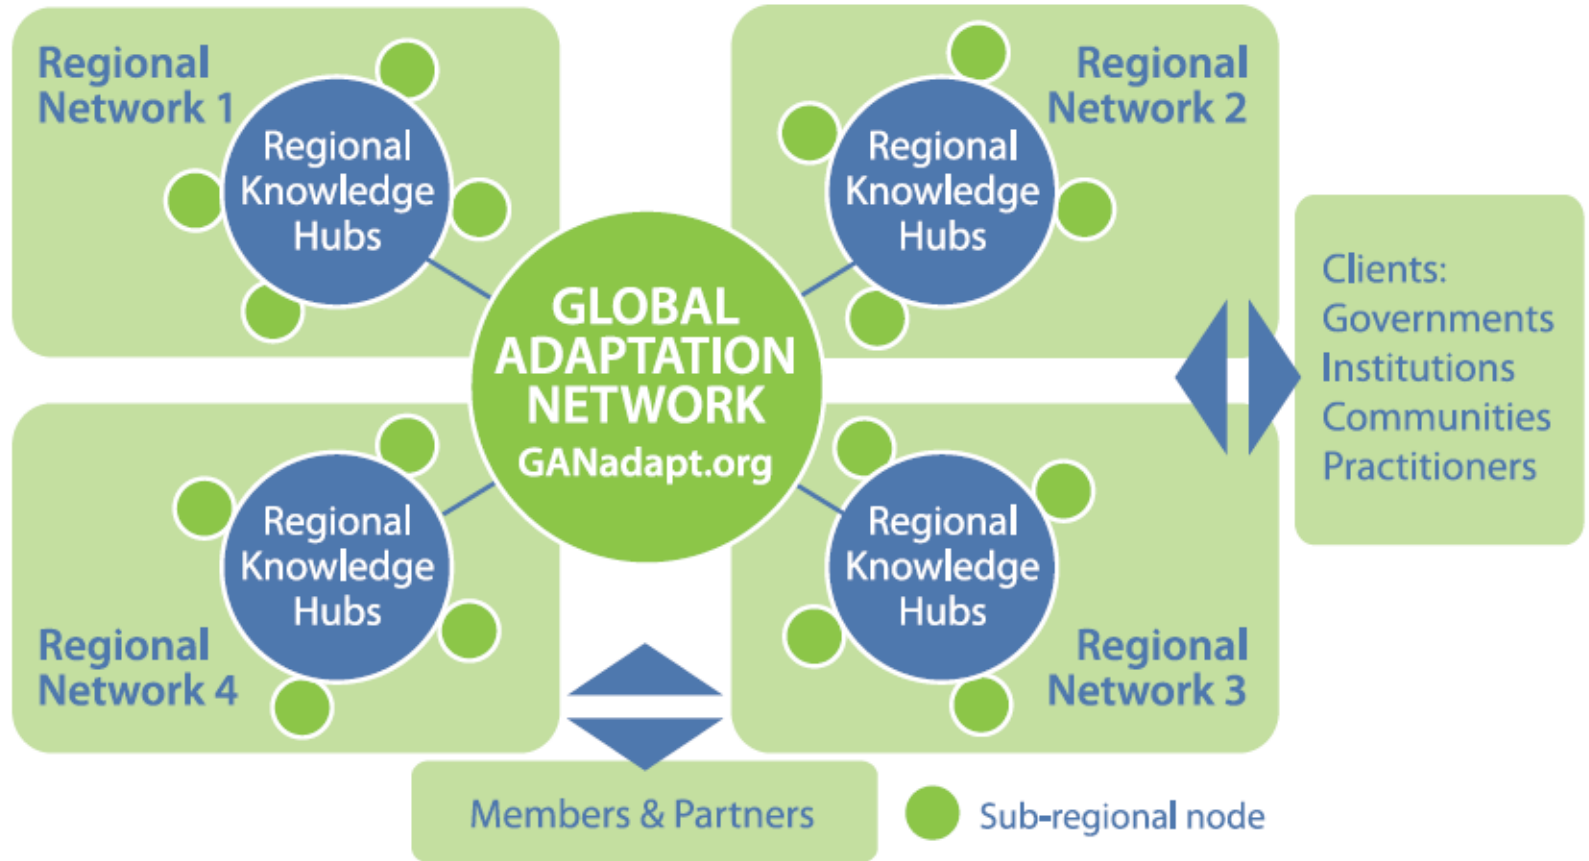 Regional
Network 1
Regional
Knowledge
Hubs
Regional
Network 2
Regional
Knowledge
Hubs
GLOBAL
ADAPTATION
NETWORK
GANadapt.org
Clients:
Governments
Institutions
Communities
Practitioners
Regional
Network 4
Regional
Knowledge
Hubs
Regional
Knowledge
Hubs
Regional
Network 3
Members & Partners
Sub-regional node